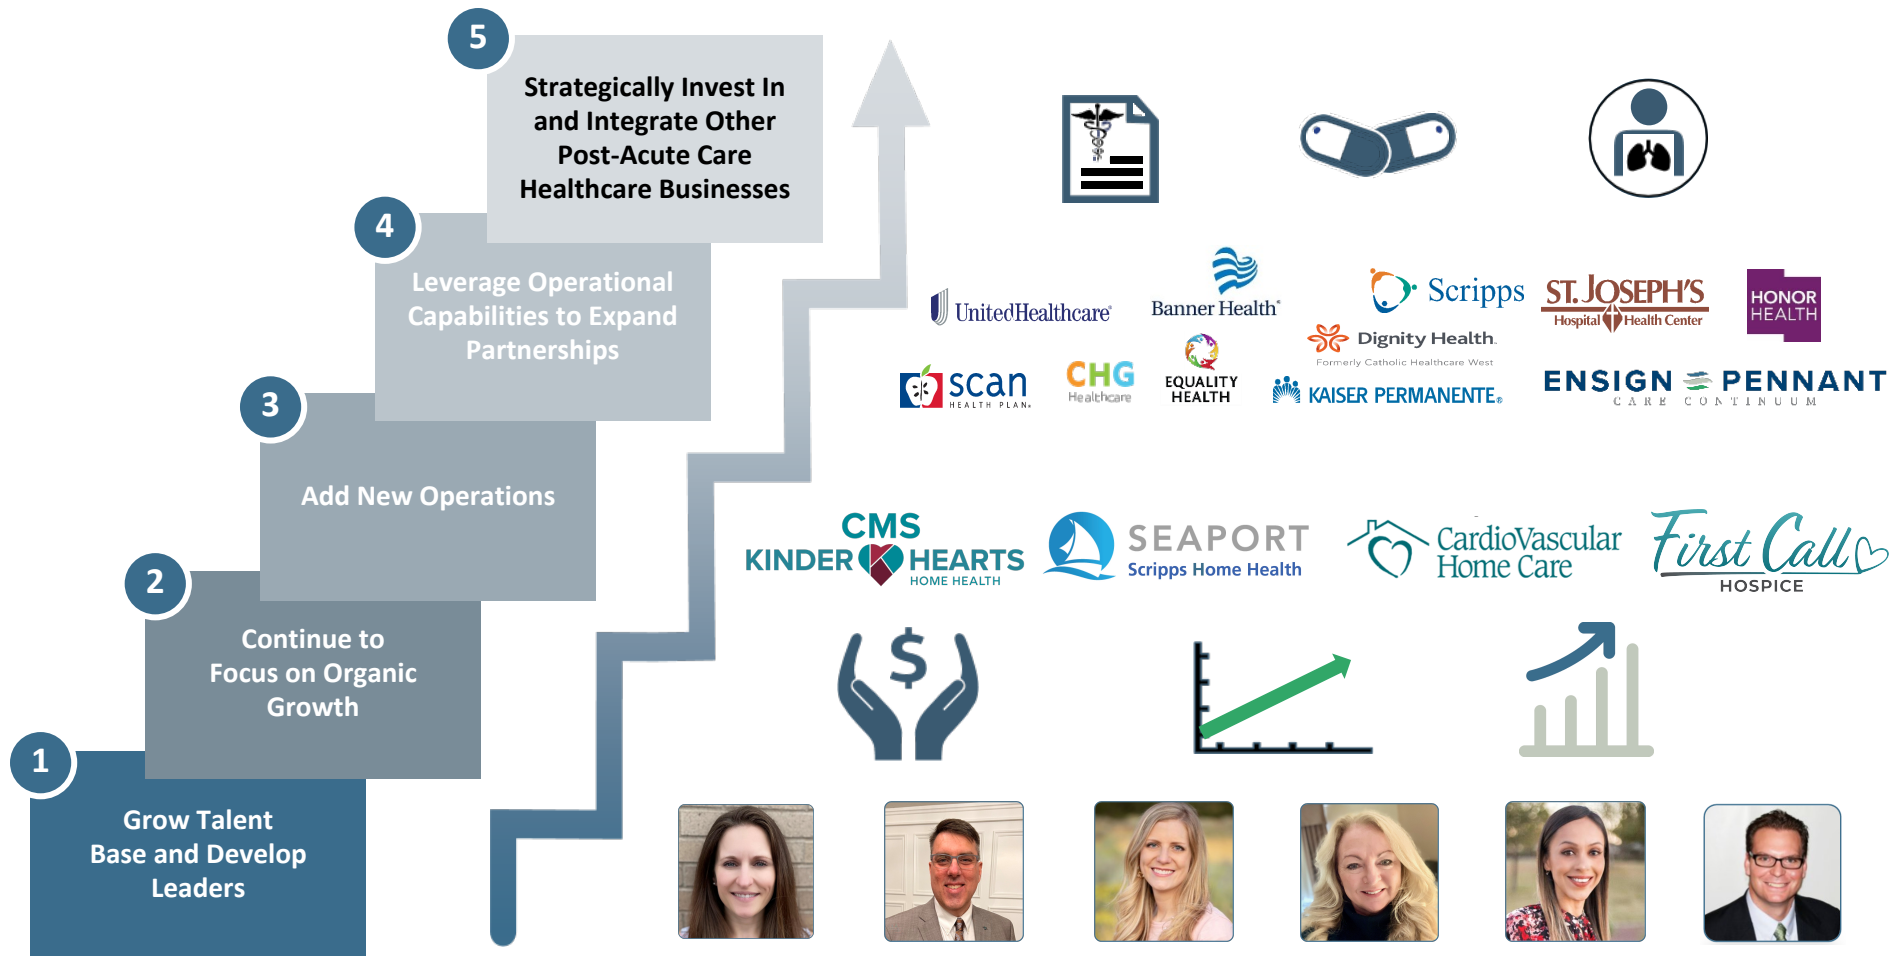 5
Strategically Invest In
and Integrate Other
Post-Acute Care
Healthcare Businesses
4
Leverage Operational
Capabilities to Expand
Partnerships
UnitedHealthcare®
Banner Health®
Scripps
ST. JOSEPH'S
Hospital Health Center
HONOR
HEALTH
Dignity Health.
Formerly Catholic Healthcare West
scan
HEALTH PLAN®
CHG
Healthcare
EQUALITY
HEALTH
KAISER PERMANENTE®
ENSIGN PENNANT
CARE CONTINUUM
3
Add New Operations
CMS
KINDER HEARTS
HOME HEALTH
SEAPORT
Scripps Home Health
CardioVascular
Home Care
First Call
HOSPICE
2
Continue to
Focus on Organic
Growth
$
1
Grow Talent
Base and Develop
Leaders